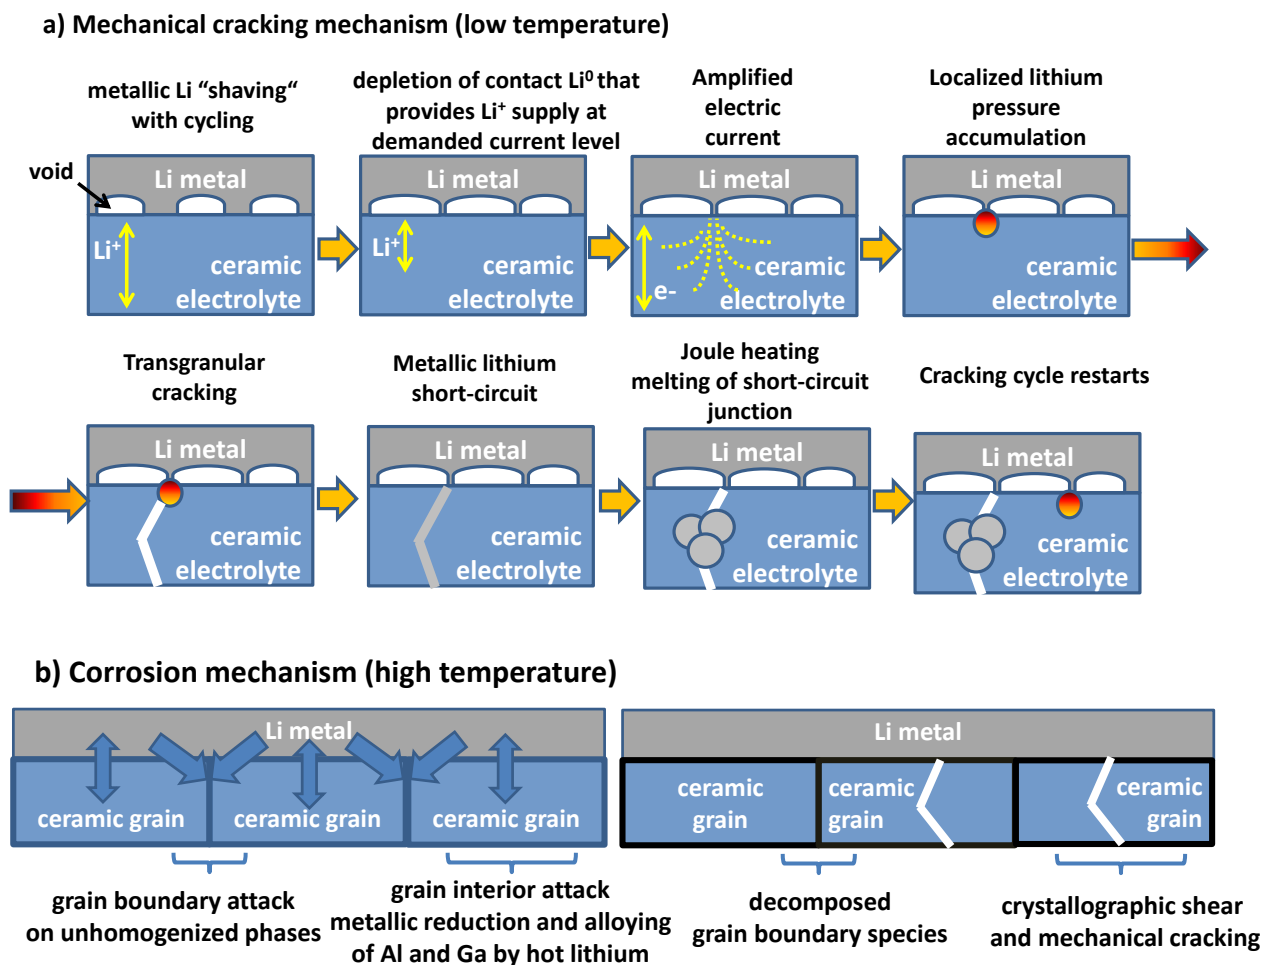 a) Mechanical cracking mechanism (low temperature)
metallic Li “shaving“
with cycling
depletion of contact Li⁰ that
provides Li⁺ supply at
demanded current level
Amplified
electric
current
Localized lithium
pressure
accumulation
void
Li metal
Li⁺
ceramic
electrolyte
Li metal
Li⁺
ceramic
electrolyte
Li metal
e-
ceramic
electrolyte
Li metal
ceramic
electrolyte
Transgranular
cracking
Metallic lithium
short-circuit
Joule heating
melting of short-circuit
junction
Cracking cycle restarts
Li metal
ceramic
electrolyte
Li metal
ceramic
electrolyte
Li metal
ceramic
electrolyte
Li metal
ceramic
electrolyte
b) Corrosion mechanism (high temperature)
Li metal
ceramic grain
ceramic grain
ceramic grain
grain boundary attack
on unhomogenized phases
grain interior attack
metallic reduction and alloying
of Al and Ga by hot lithium
Li metal
ceramic
grain
ceramic
grain
ceramic
grain
decomposed
grain boundary species
crystallographic shear
and mechanical cracking